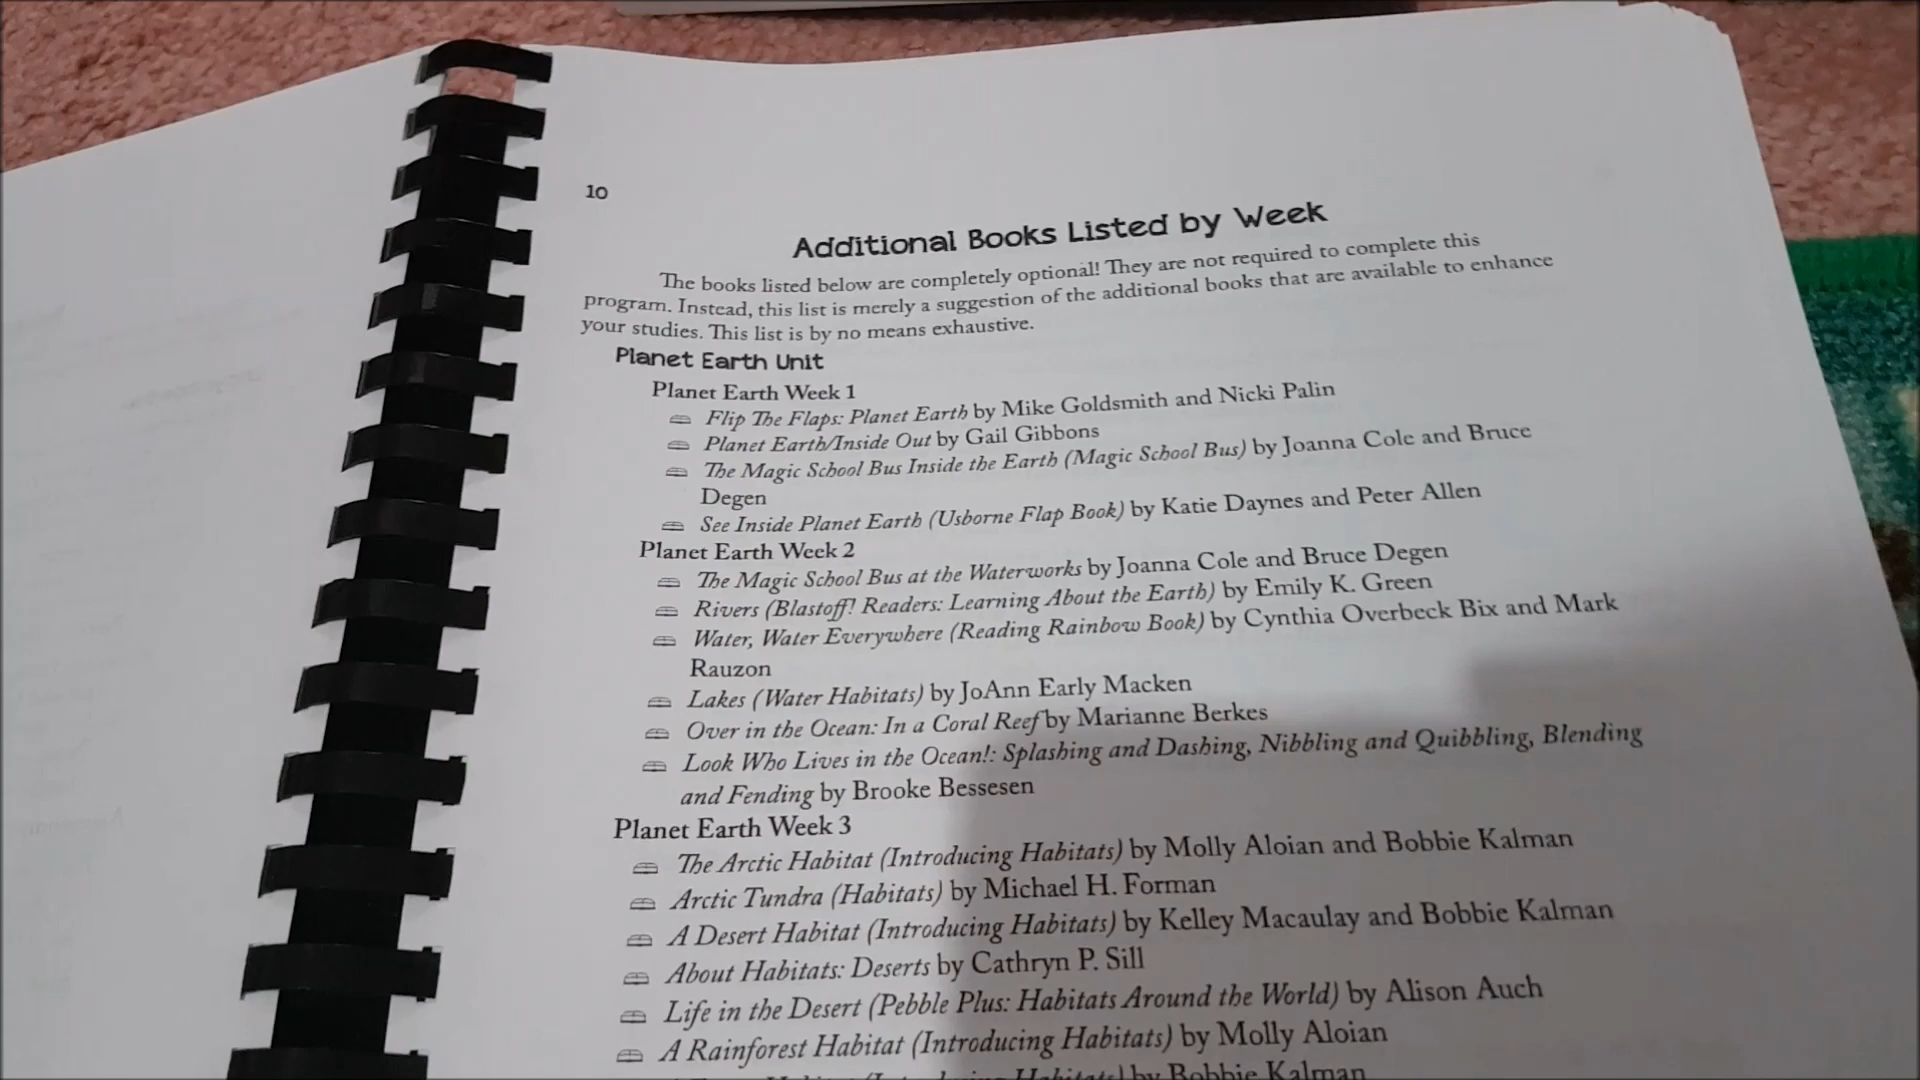 10
Additional Books Listed by Week
The books listed below are completely optional! They are not required to complete this
program. Instead, this list is merely a suggestion of the additional books that are available to enhance
your studies. This list is by no means exhaustive.
Planet Earth Unit
Planet Earth Week 1
Flip The Flaps: Planet Earth by Mike Goldsmith and Nicki Palin
Planet Earth/Inside Out by Gail Gibbons
The Magic School Bus Inside the Earth (Magic School Bus) by Joanna Cole and Bruce
Degen
See Inside Planet Earth (Usborne Flap Book) by Katie Daynes and Peter Allen
Planet Earth Week 2
The Magic School Bus at the Waterworks by Joanna Cole and Bruce Degen
Rivers (Blastoff! Readers: Learning About the Earth) by Emily K. Green
Water, Water Everywhere (Reading Rainbow Book) by Cynthia Overbeck Bix and Mark
Rauzon
Lakes (Water Habitats) by JoAnn Early Macken
Over in the Ocean: In a Coral Reef by Marianne Berkes
Look Who Lives in the Ocean!: Splashing and Dashing, Nibbling and Quibbling, Blending
and Fending by Brooke Bessesen
Planet Earth Week 3
The Arctic Habitat (Introducing Habitats) by Molly Aloian and Bobbie Kalman
Arctic Tundra (Habitats) by Michael H. Forman
A Desert Habitat (Introducing Habitats) by Kelley Macaulay and Bobbie Kalman
About Habitats: Deserts by Cathryn P. Sill
Life in the Desert (Pebble Plus: Habitats Around the World) by Alison Auch
A Rainforest Habitat (Introducing Habitats) by Molly Aloian
Habitats) by Bobbie Kalman